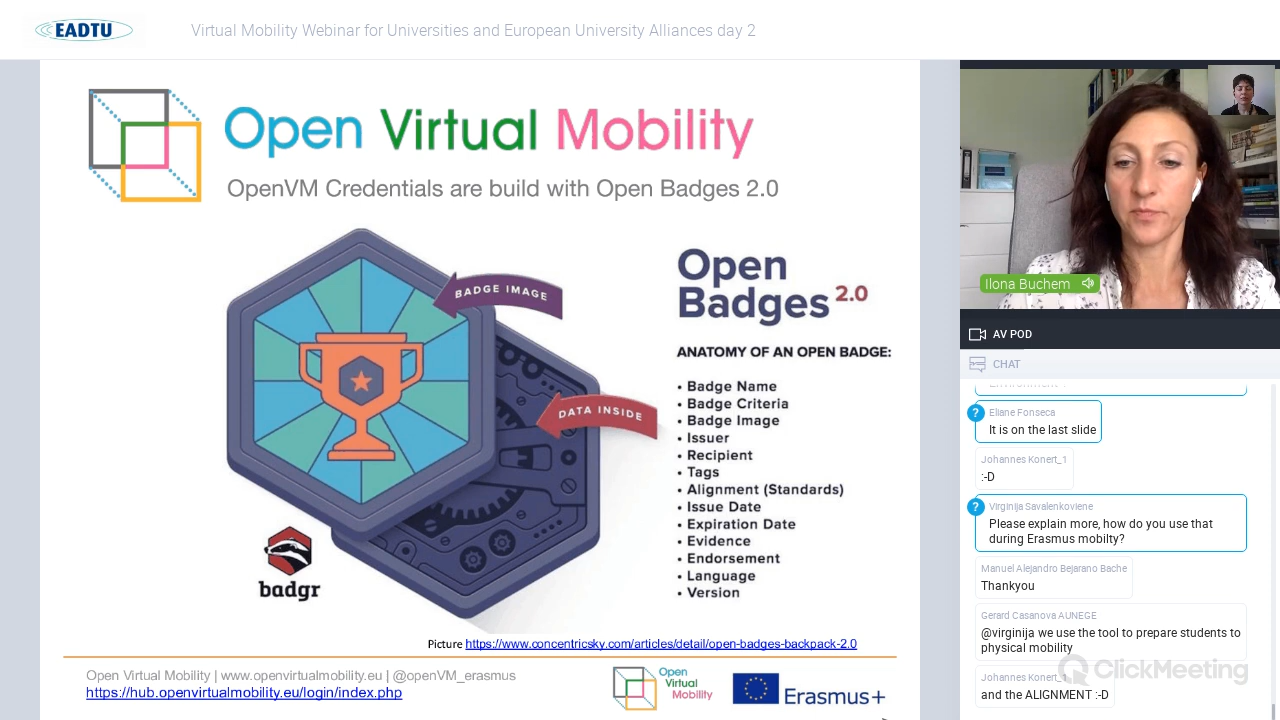 EADTU
Virtual Mobility Webinar for Universities and European University Alliances day 2
Open Virtual Mobility
OpenVM Credentials are build with Open Badges 2.0
BADGE IMAGE
DATA INSIDE
Open
Badges 2.0
ANATOMY OF AN OPEN BADGE:
• Badge Name
• Badge Criteria
• Badge Image
• Issuer
• Recipient
• Tags
• Alignment (Standards)
• Issue Date
• Expiration Date
• Evidence
• Endorsement
• Language
• Version
badgr
Picture https://www.concentricsky.com/articles/detail/open-badges-backpack-2.0
Open Virtual Mobility | www.openvirtualmobility.eu | @openVM_erasmus
https://hub.openvirtualmobility.eu/login/index.php
Open
Virtual
Mobility
Erasmus+
Ilona Buchem
AV POD
CHAT
?
Eliane Fonseca
It is on the last slide
Johannes Konert_1
:-D
?
Virginija Savalenkoviene
Please explain more, how do you use that
during Erasmus mobilty?
Manuel Alejandro Bejarano Bache
Thankyou
Gerard Casanova AUNEGE
@virginija we use the tool to prepare students to
physical mobility
ClickMeeting
Johannes Konert_1
and the ALIGNMENT :-D